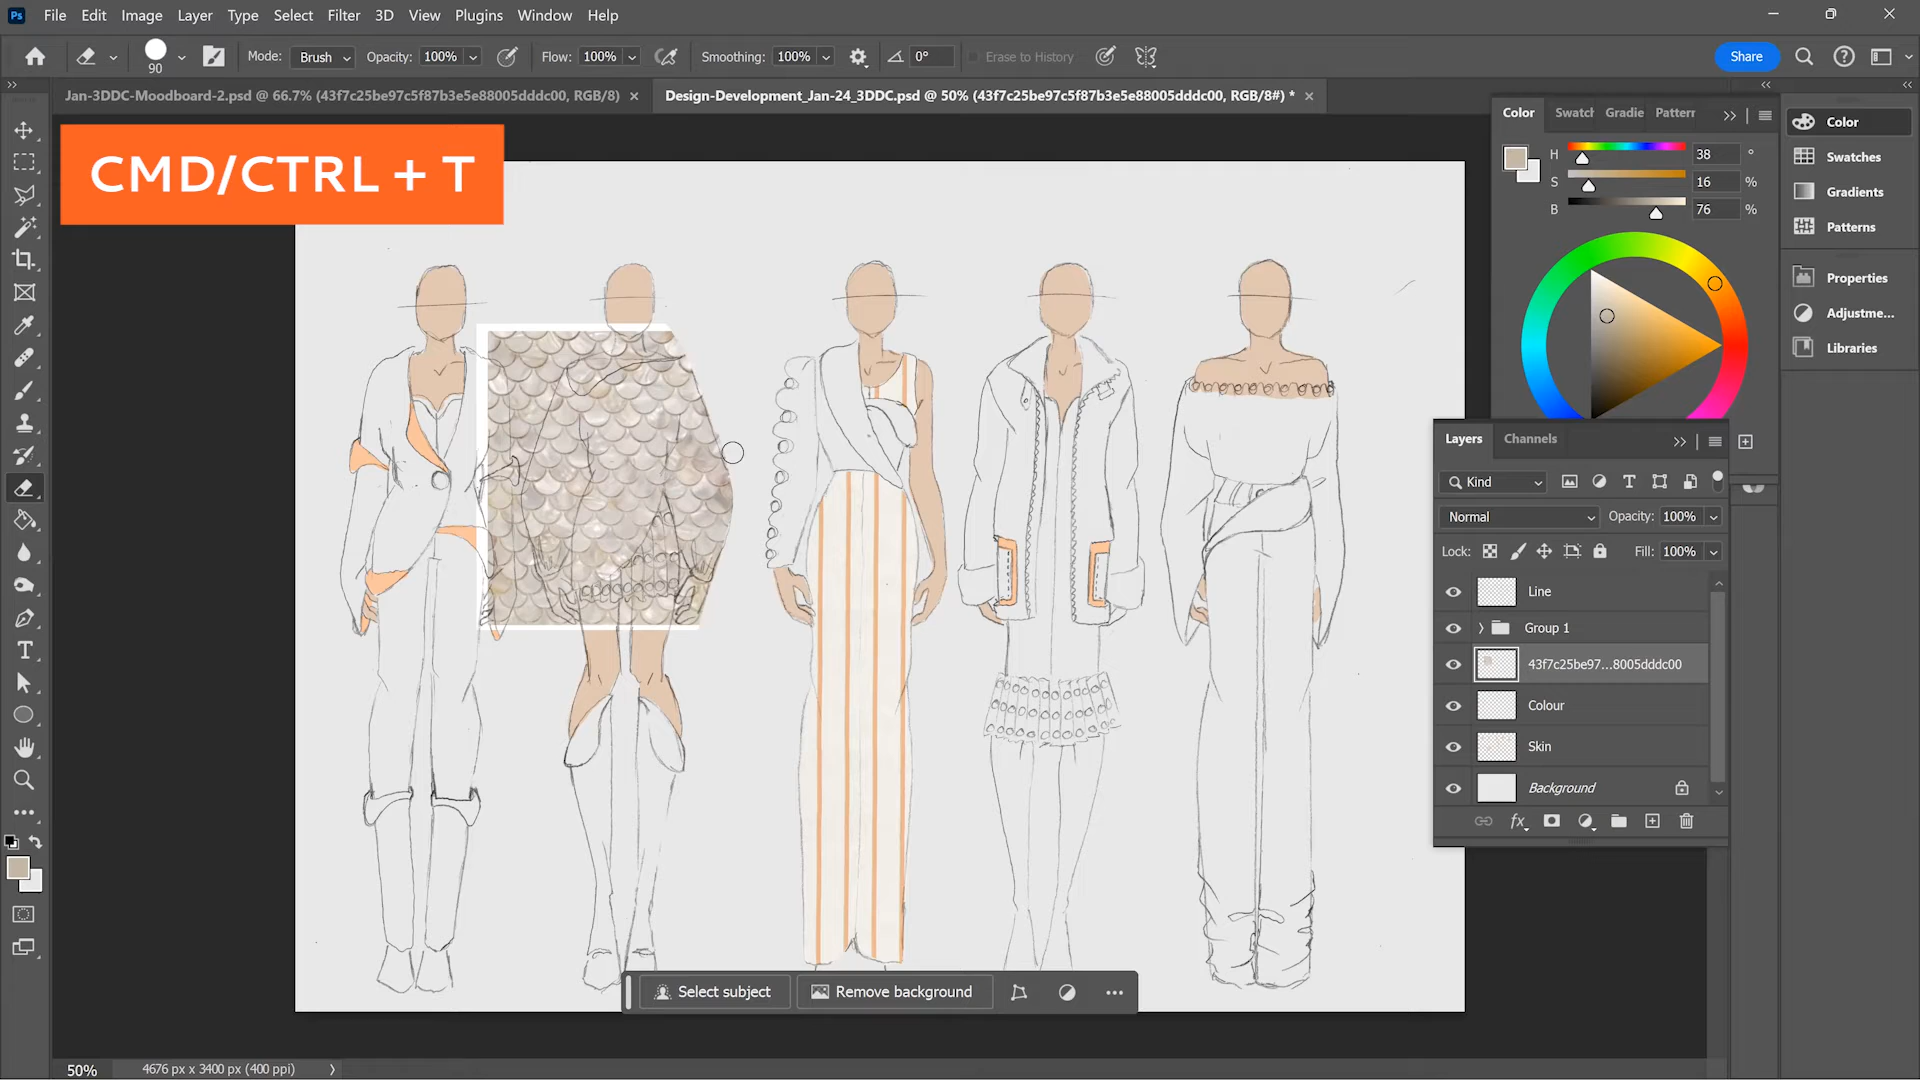 Ps File Edit Image Layer Type Select Filter 3D View Plugins Window Help
90 Mode: Brush Opacity: 100% Flow: 100% Smoothing: 100% 0° Erase to History Share
Jan-3DDC-Moodboard-2.psd @ 66.7% (43f7c25be97c5f87b3e5e88005dddc00, RGB/8) × Design-Development_Jan-24_3DDC.psd @ 50% (43f7c25be97c5f87b3e5e88005dddc00, RGB/8#) * ×
CMD/CTRL + T
Color Swatch Gradie Pattern
H 38 °
S 16 %
B 76 %
Color
Swatches
Gradients
Patterns
Properties
Adjustme...
Libraries
Layers Channels
Kind
Normal Opacity: 100%
Lock: Fill: 100%
Line
Group 1
43f7c25be97...8005dddc00
Colour
Skin
Background
fx
Select subject Remove background
50% 4676 px x 3400 px (400 ppi)